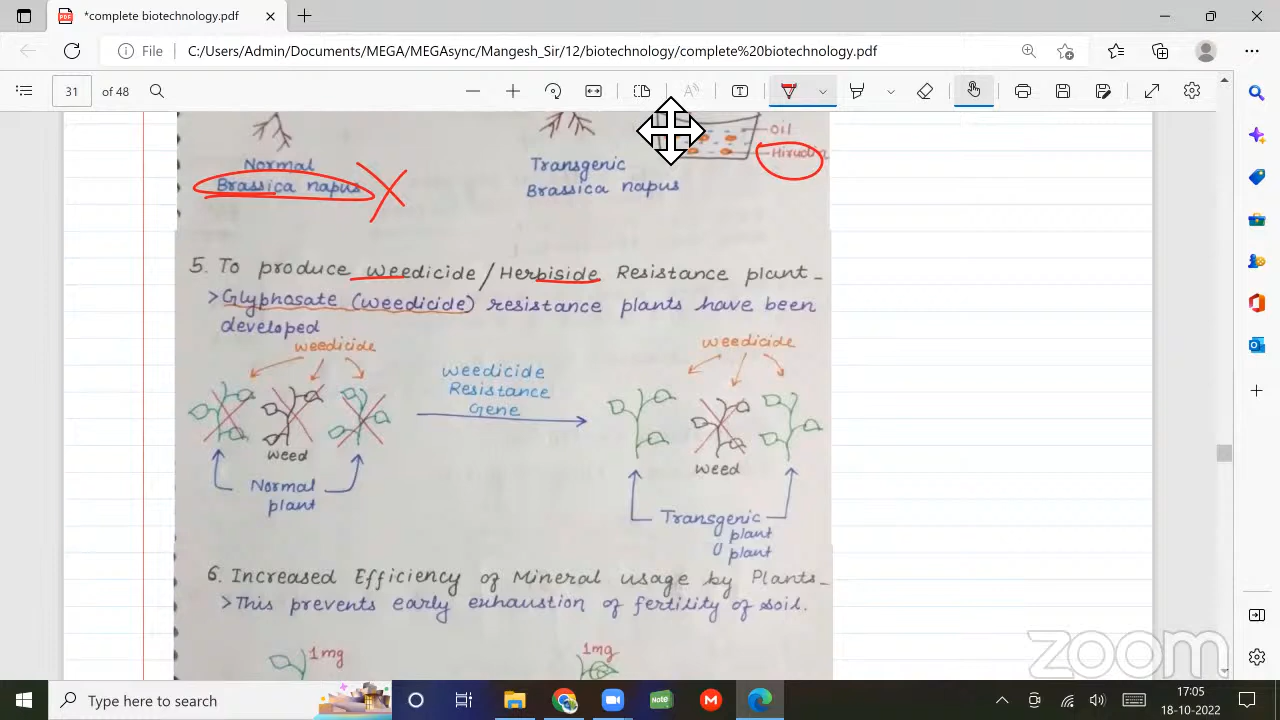 *complete biotechnology.pdf
File
C:/Users/Admin/Documents/MEGA/MEGAsync/Mangesh_Sir/12/biotechnology/complete%20biotechnology.pdf
31 of 48
Oil
Hirudin
Normal
Brassica napus
Transgenic
Brassica napus
5. To produce weedicide/Herbiside Resistance plant-
>Glyphosate (weedicide) resistance plants have been
developed
weedicide
weedicide
weedicide
Resistance
Gene
weed
weed
Normal
plant
Transgenic
plant
plant
6. Increased Efficiency of Mineral usage by Plants-
>This prevents early exhaustion of fertility of soil.
1mg
1mg
zoom
Type here to search
Note
17:05
18-10-2022